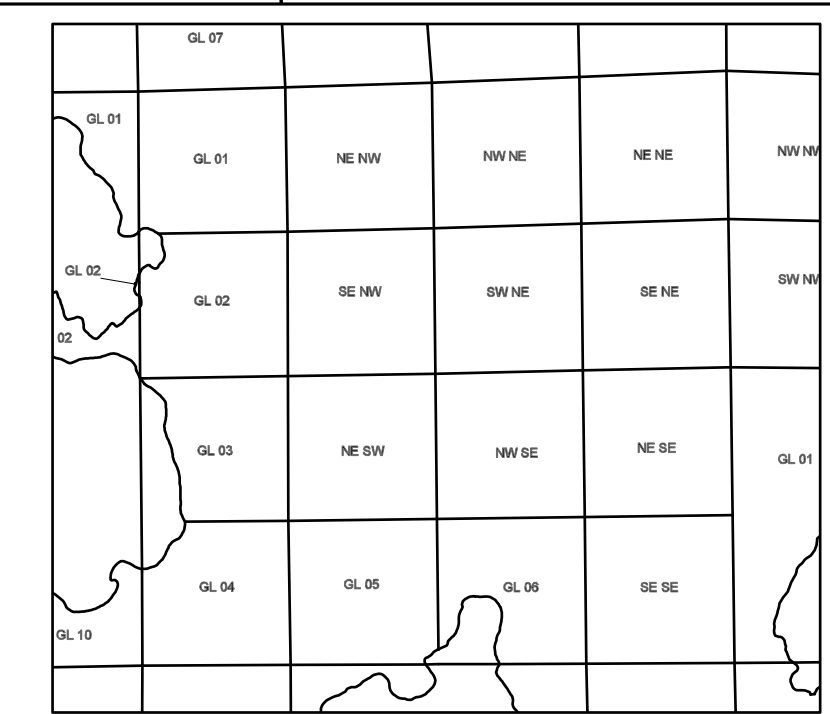 GL 07
GL 01
GL 01
NE NW
NW NE
NE NE
NW NW
GL 02
GL 02
SE NW
SW NE
SE NE
SW NW
02
GL 03
NE SW
NW SE
NE SE
GL 01
GL 04
GL 05
GL 06
SE SE
GL 10